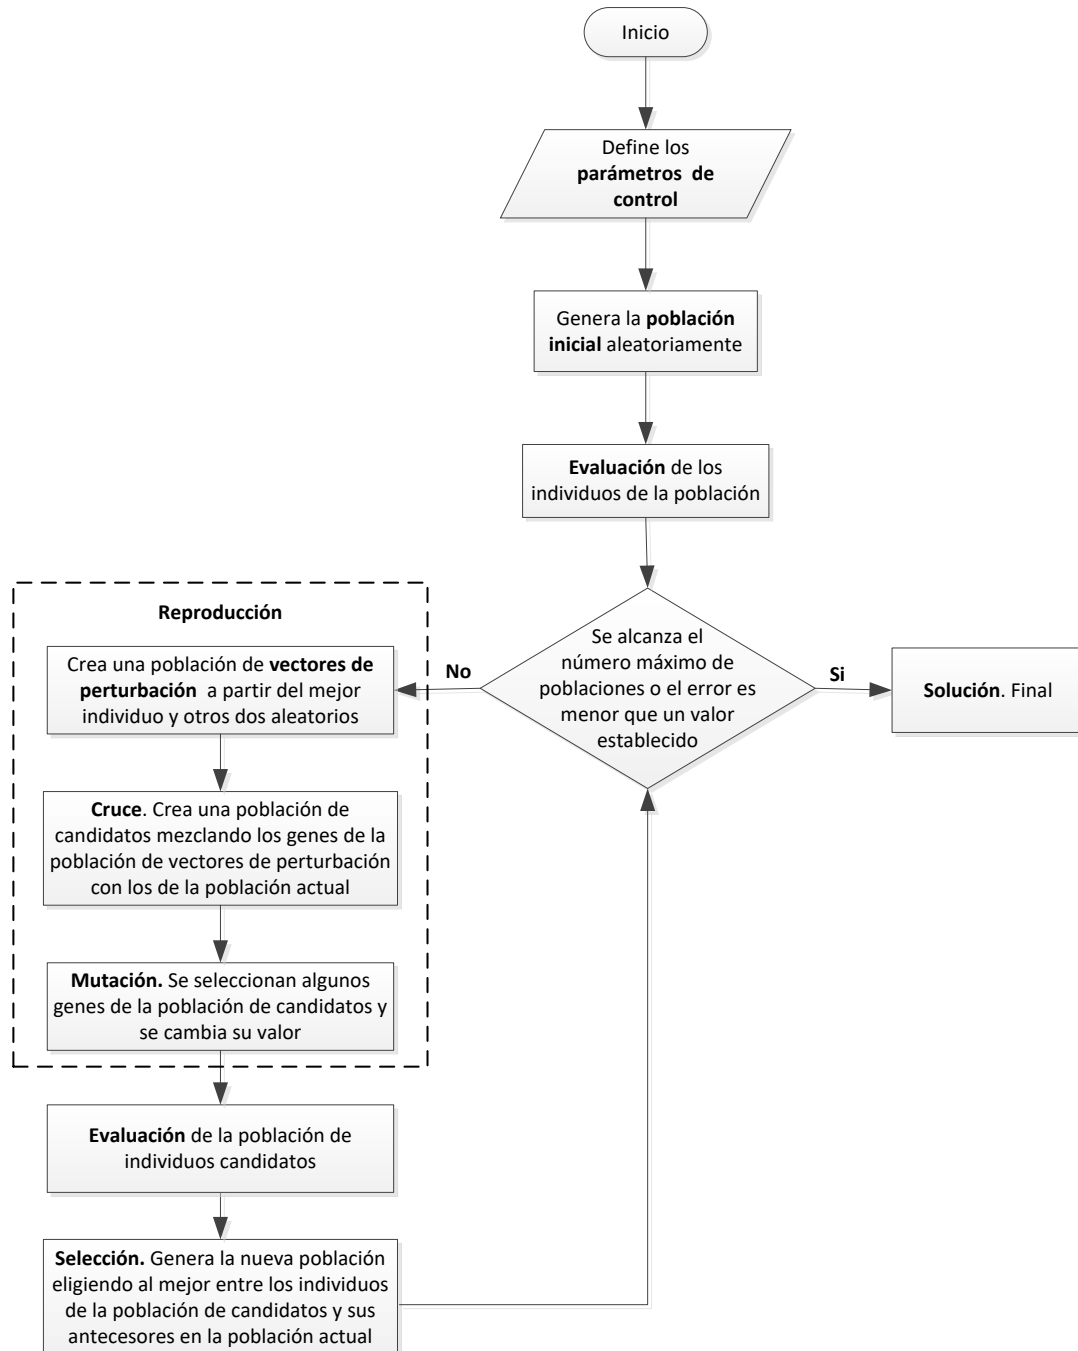 Inicio
Define los
parámetros de
control
Genera la población
inicial aleatoriamente
Evaluación de los
individuos de la población
Se alcanza el
número máximo de
poblaciones o el error es
menor que un valor
establecido
No
Si
Solución. Final
Reproducción
Crea una población de vectores de
perturbación a partir del mejor
individuo y otros dos aleatorios
Cruce. Crea una población de
candidatos mezclando los genes de la
población de vectores de perturbación
con los de la población actual
Mutación. Se seleccionan algunos
genes de la población de candidatos y
se cambia su valor
Evaluación de la población de
individuos candidatos
Selección. Genera la nueva población
eligiendo al mejor entre los individuos
de la población de candidatos y sus
antecesores en la población actual